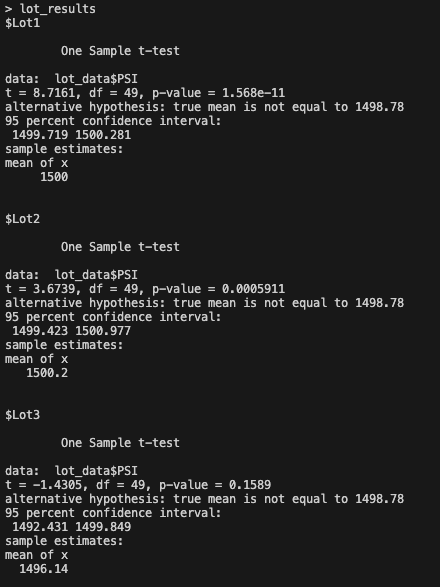 > lot_results
$Lot1
One Sample t-test
data:  lot_data$PSI
t = 8.7161, df = 49, p-value = 1.568e-11
alternative hypothesis: true mean is not equal to 1498.78
95 percent confidence interval:
1499.719 1500.281
sample estimates:
mean of x
1500
$Lot2
One Sample t-test
data:  lot_data$PSI
t = 3.6739, df = 49, p-value = 0.0005911
alternative hypothesis: true mean is not equal to 1498.78
95 percent confidence interval:
1499.423 1500.977
sample estimates:
mean of x
1500.2
$Lot3
One Sample t-test
data:  lot_data$PSI
t = -1.4305, df = 49, p-value = 0.1589
alternative hypothesis: true mean is not equal to 1498.78
95 percent confidence interval:
1492.431 1499.849
sample estimates:
mean of x
1496.14